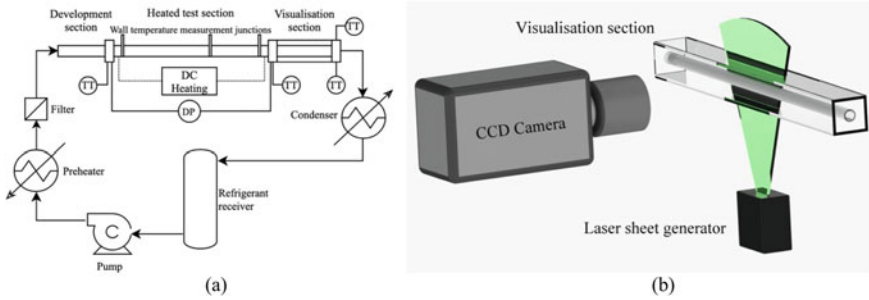 Development
section
Heated test section
Wall temperature measurement junctions
Visualisation
section
TT
TT
TT
TT
DC
Heating
DP
Filter
Condenser
Preheater
Refrigerant
receiver
C
Pump
(a)
Visualisation section
CCD Camera
Laser sheet generator
(b)